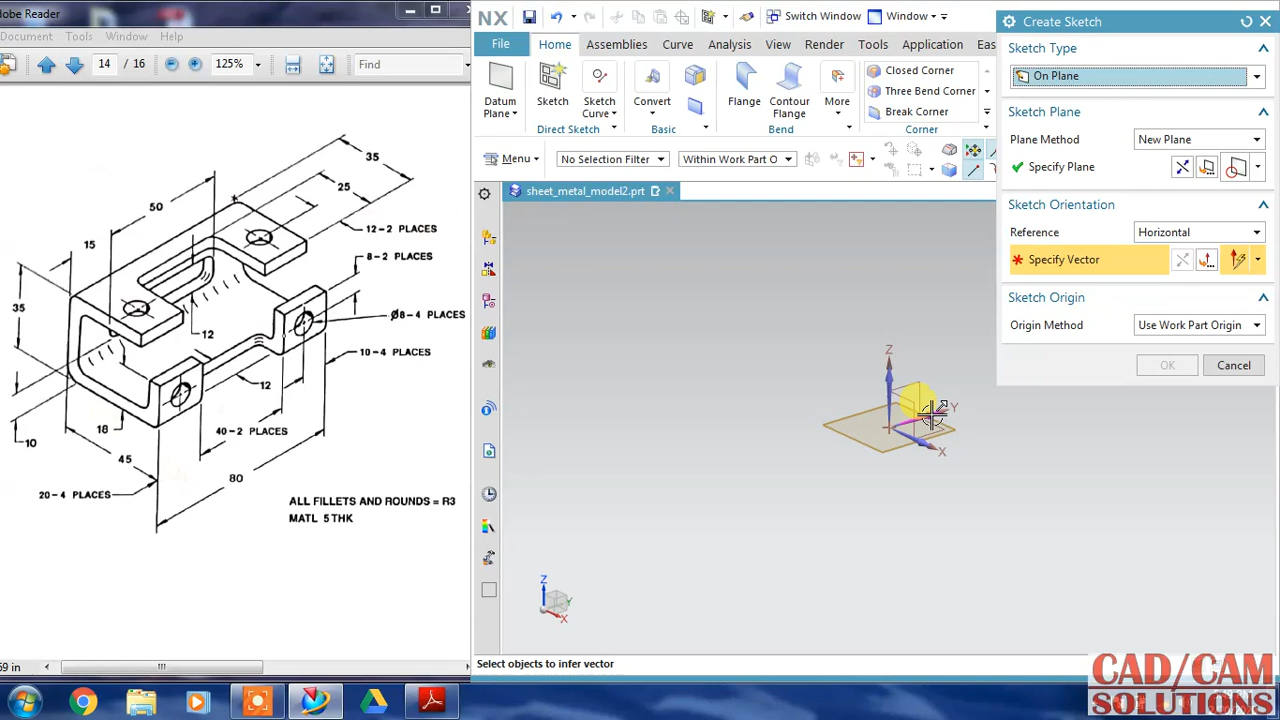 Reader
Document Tools Window Help
14 / 16 125% Find
35
25
50
15
12-2 PLACES
8-2 PLACES
35
12
Ø8-4 PLACES
10-4 PLACES
12
10
18
40-2 PLACES
45
80
20-4 PLACES
ALL FILLETS AND ROUNDS = R3
MATL 5 THK
69 in
NX Switch Window Window
File Home Assemblies Curve Analysis View Render Tools Application Eas
Datum Plane Sketch Sketch Curve Convert Flange Contour Flange More
Closed Corner
Three Bend Corner
Break Corner
Direct Sketch Basic Bend Corner
Menu No Selection Filter Within Work Part O
sheet_metal_model2.prt
Create Sketch
Sketch Type
On Plane
Sketch Plane
Plane Method New Plane
Specify Plane
Sketch Orientation
Reference Horizontal
* Specify Vector
Sketch Origin
Origin Method Use Work Part Origin
OK Cancel
Z
Y
X
Z
Y
X
Select objects to infer vector
CAD/CAM
SOLUTIONS